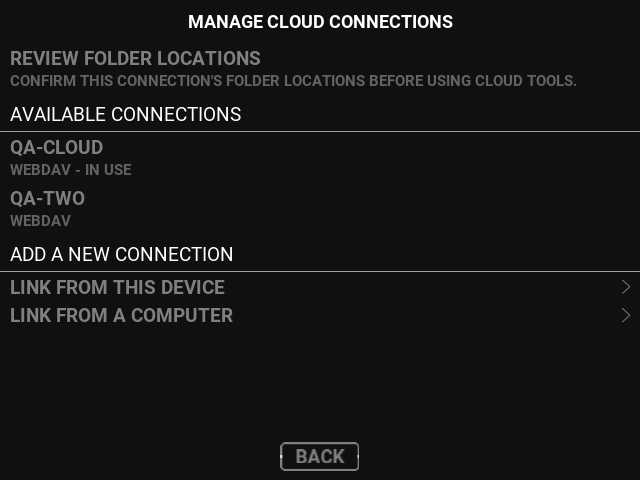 MANAGE CLOUD CONNECTIONS
REVIEW FOLDER LOCATIONS
CONFIRM THIS CONNECTION'S FOLDER LOCATIONS BEFORE USING CLOUD TOOLS.
AVAILABLE CONNECTIONS
QA-CLOUD
WEBDAV - IN USE
QA-TWO
WEBDAV
ADD A NEW CONNECTION
LINK FROM THIS DEVICE
LINK FROM A COMPUTER
BACK